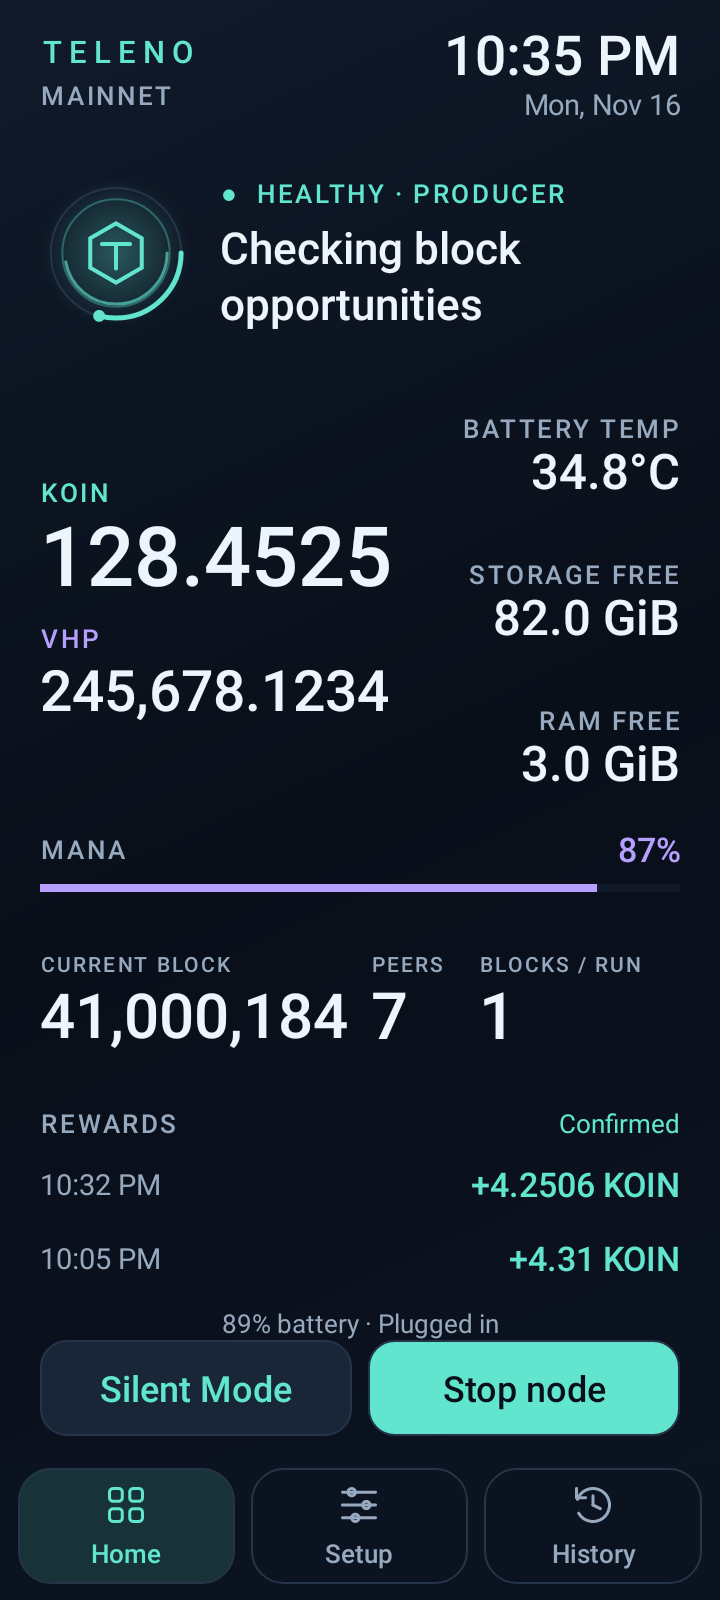 TELENO
MAINNET
10:35 PM
Mon, Nov 16
HEALTHY · PRODUCER
Checking block
opportunities
BATTERY TEMP
34.8°C
KOIN
128.4525
STORAGE FREE
82.0 GiB
VHP
245,678.1234
RAM FREE
3.0 GiB
MANA 87%
CURRENT BLOCK PEERS BLOCKS / RUN
41,000,184 7 1
REWARDS Confirmed
10:32 PM +4.2506 KOIN
10:05 PM +4.31 KOIN
89% battery · Plugged in
Silent Mode Stop node
Home Setup History